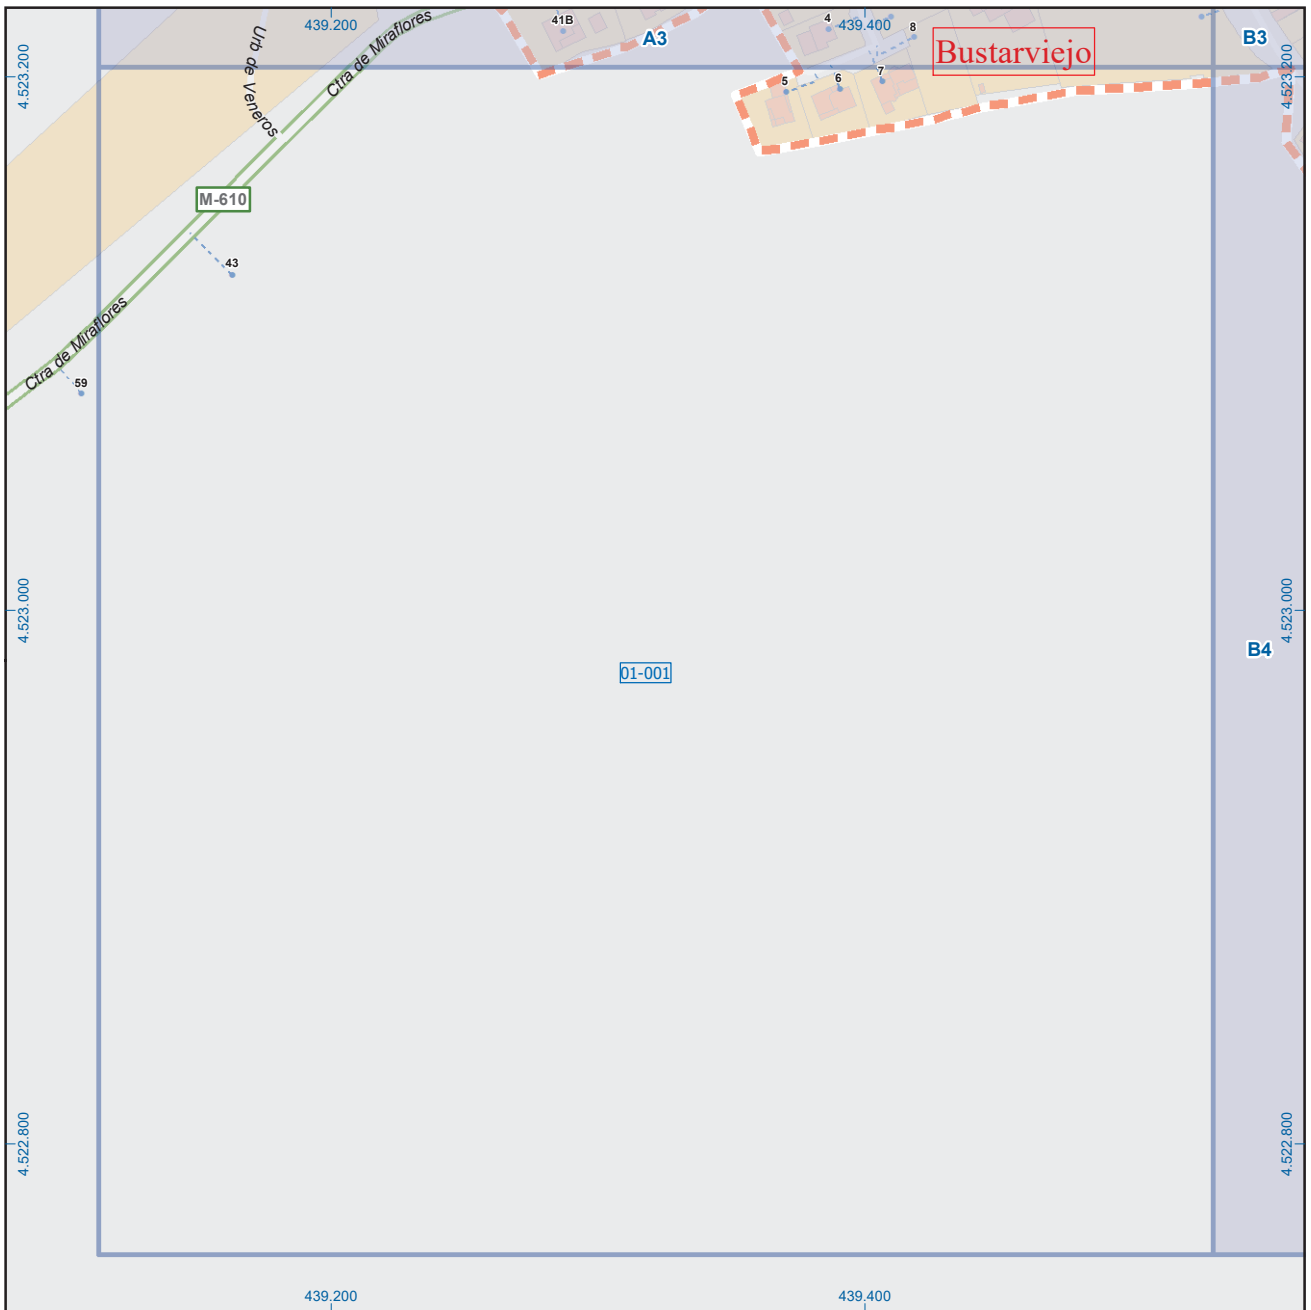 439.200
41B
A3
4
439.400
8
Bustarviejo
B3
4.523.200
Urb de Veneros
Ctra de Miraflores
5
6
7
4.523.200
M-610
43
Ctra de Miraflores
59
4.523.000
4.523.000
B4
01-001
4.522.800
4.522.800
439.200
439.400